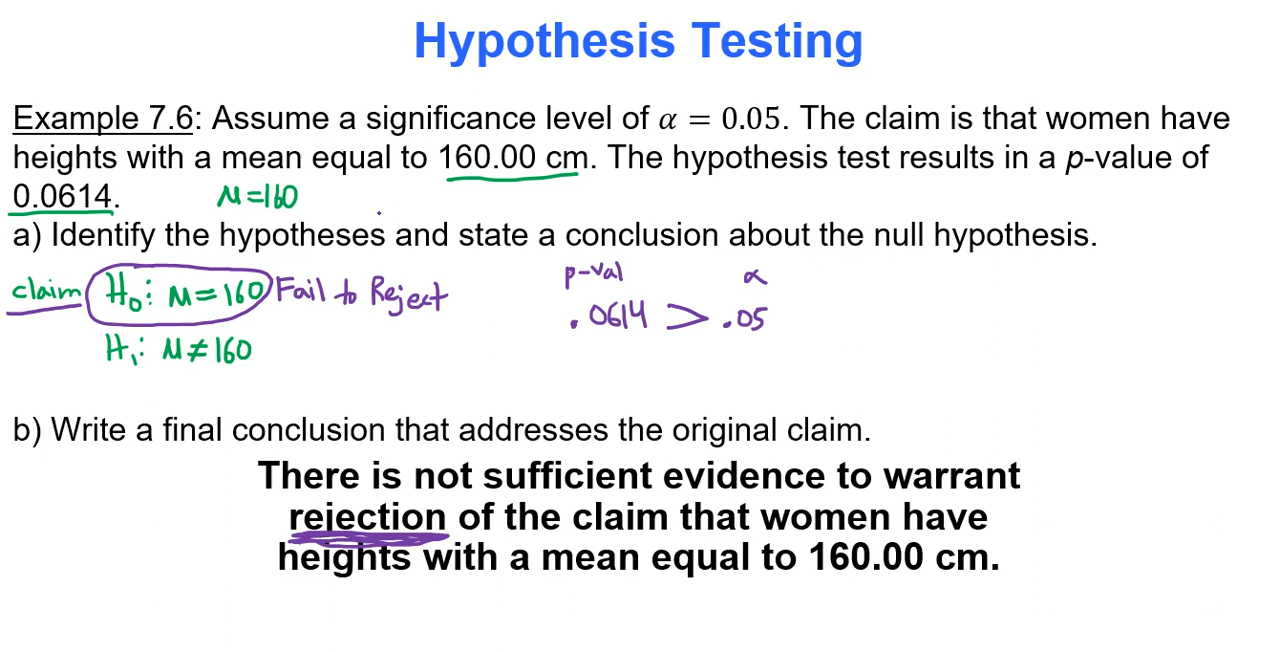 Hypothesis Testing
Example 7.6: Assume a significance level of α = 0.05. The claim is that women have
heights with a mean equal to 160.00 cm. The hypothesis test results in a p-value of
0.0614. μ=160
a) Identify the hypotheses and state a conclusion about the null hypothesis.
p-val α
claim H₀: μ=160 Fail to Reject .0614 > .05
H₁: μ≠160
b) Write a final conclusion that addresses the original claim.
There is not sufficient evidence to warrant
rejection of the claim that women have
heights with a mean equal to 160.00 cm.